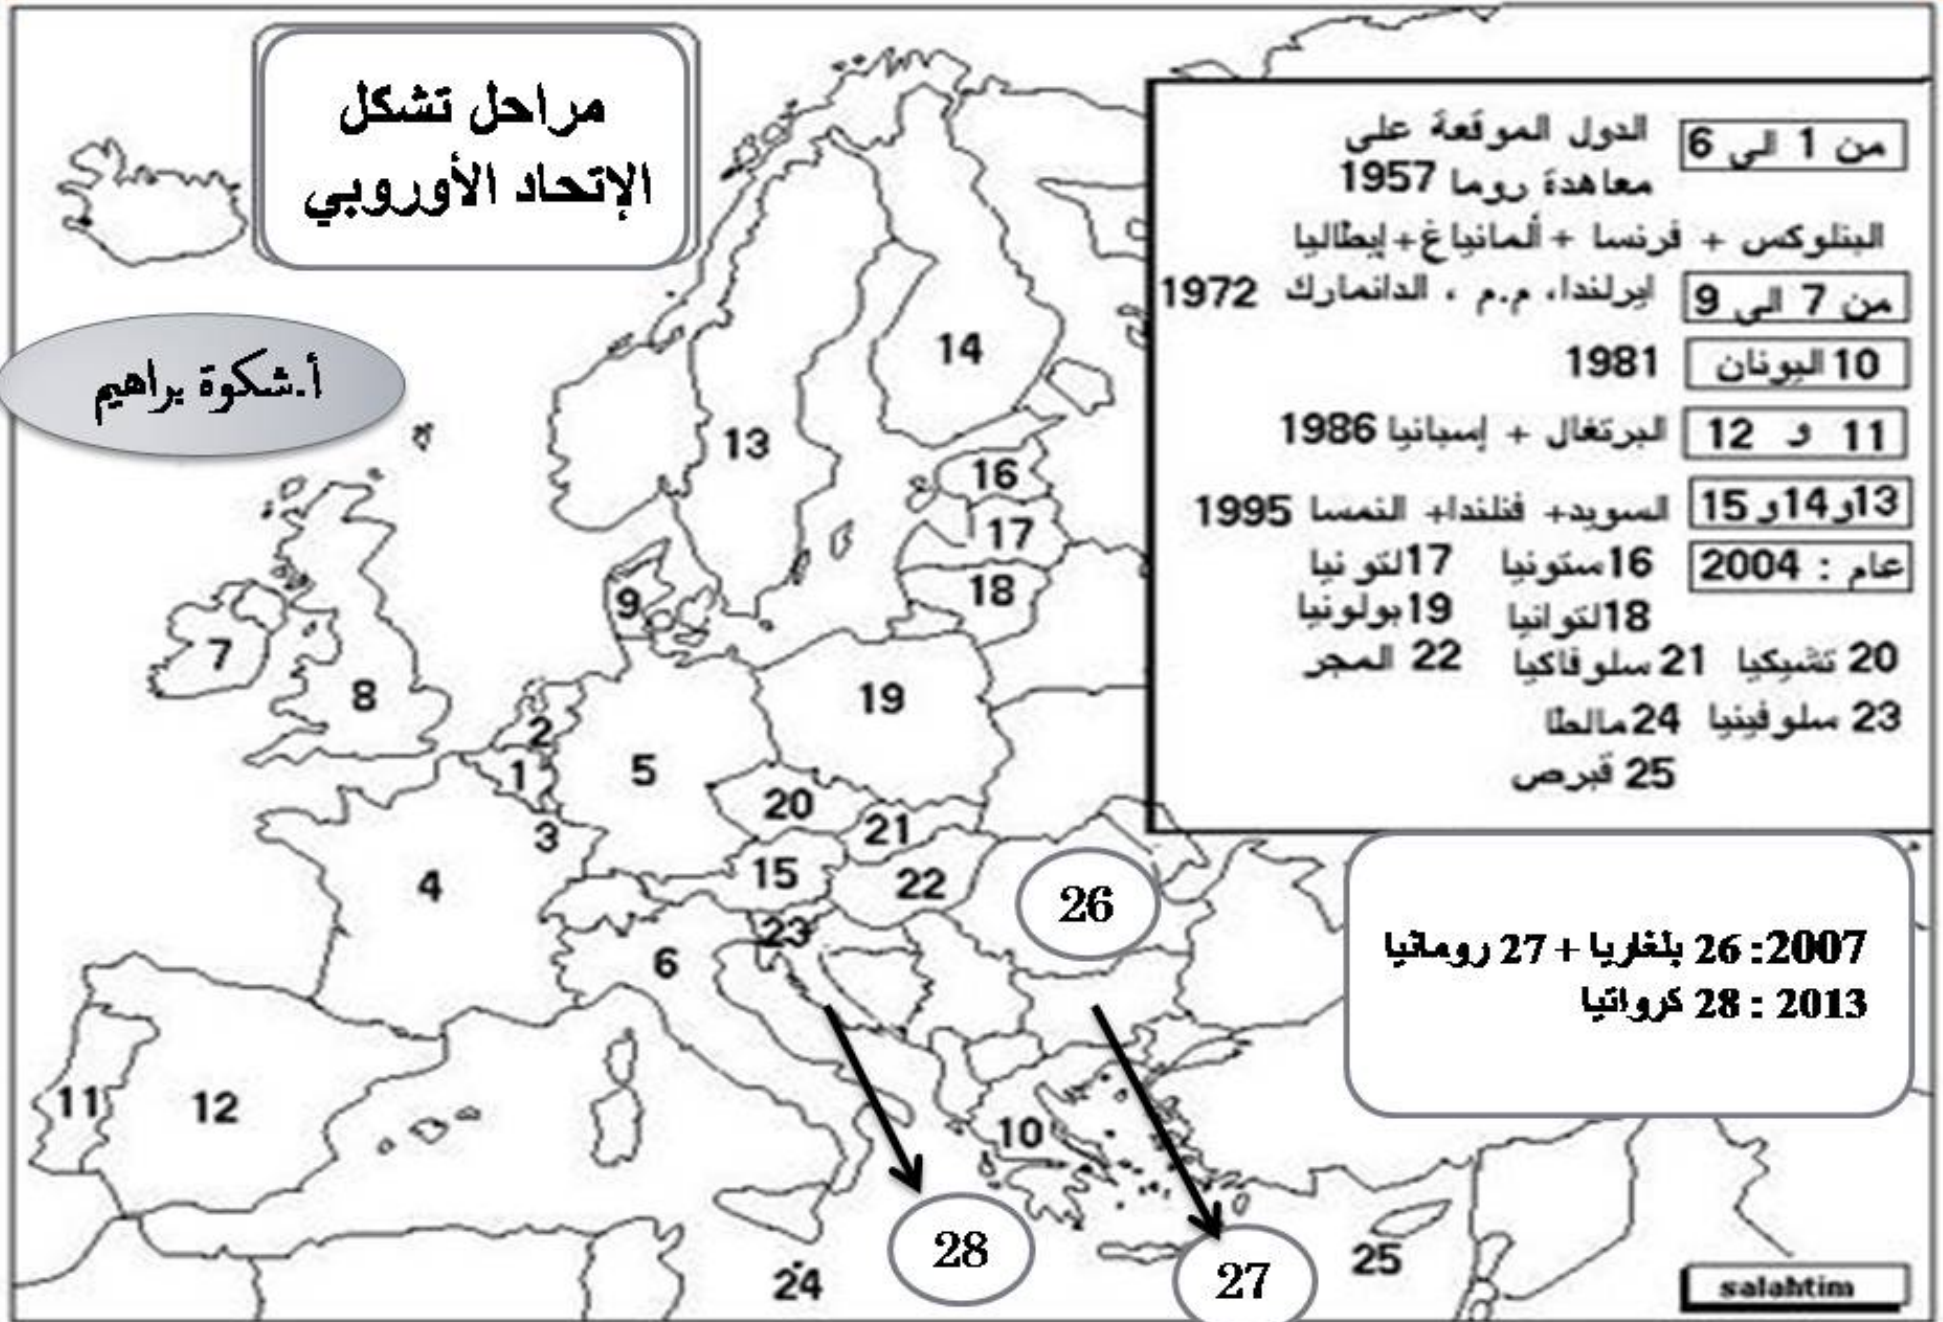 مراحل تشكل
الإتحاد الأوروبي
أ.شكوة براهيم
من 1 الى 6 الدول الموقعة على
معاهدة روما 1957
البنلوكس + فرنسا + ألمانياغ+إيطاليا
من 7 الى 9 ايرلندا، م.م ، الدانمارك 1972
10 اليونان 1981
11 و 12 البرتغال + إسبانيا 1986
13و14و15 السويد+ فنلندا+ النمسا 1995
عام : 2004 16ستونيا 17لتونيا
18لتوانيا 19بولونيا
20 تشيكيا 21 سلوفاكيا 22 المجر
23 سلوفينيا 24مالطا
25 قبرص
2007: 26 بلغاريا + 27 رومانيا
2013 : 28 كرواتيا
14
13
16
17
18
9
7
8
19
2
1
5
20
21
3
15
4
22
26
23
6
11
12
10
28
27
25
24
salahtim